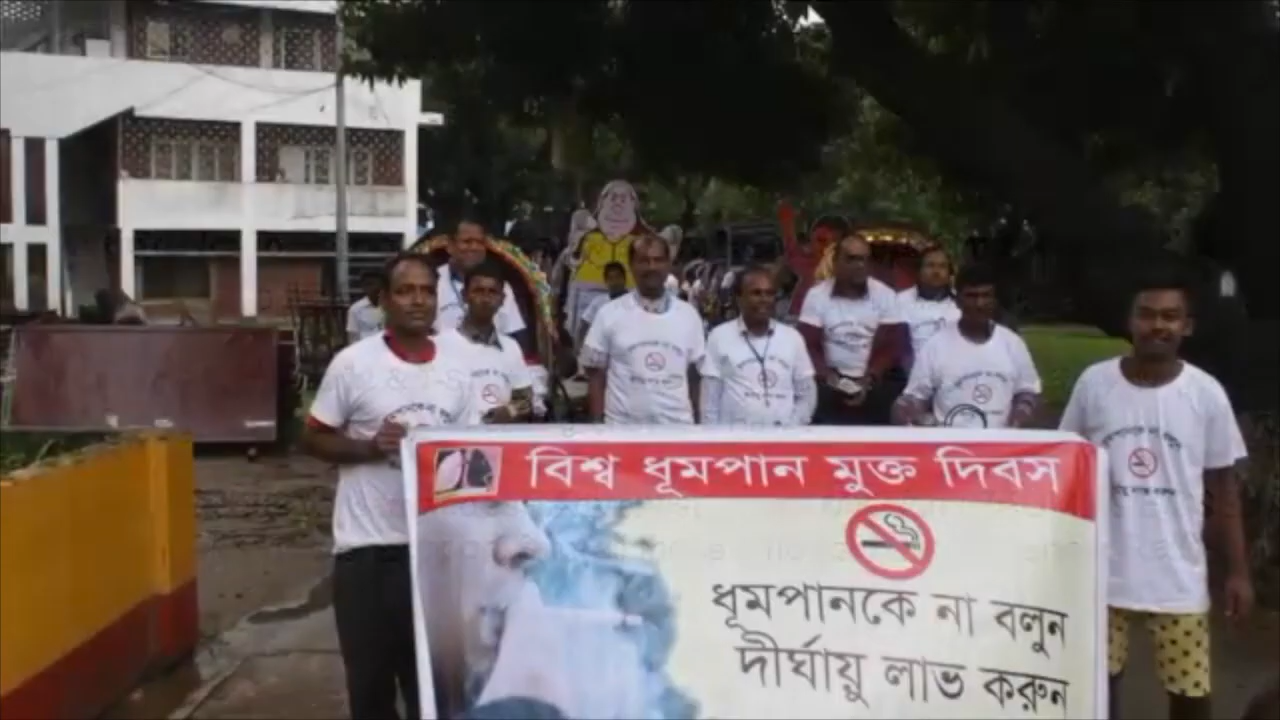 বিশ্ব ধূমপান মুক্ত দিবস
ধূমপানকে না বলুন
দীর্ঘায়ু লাভ করুন